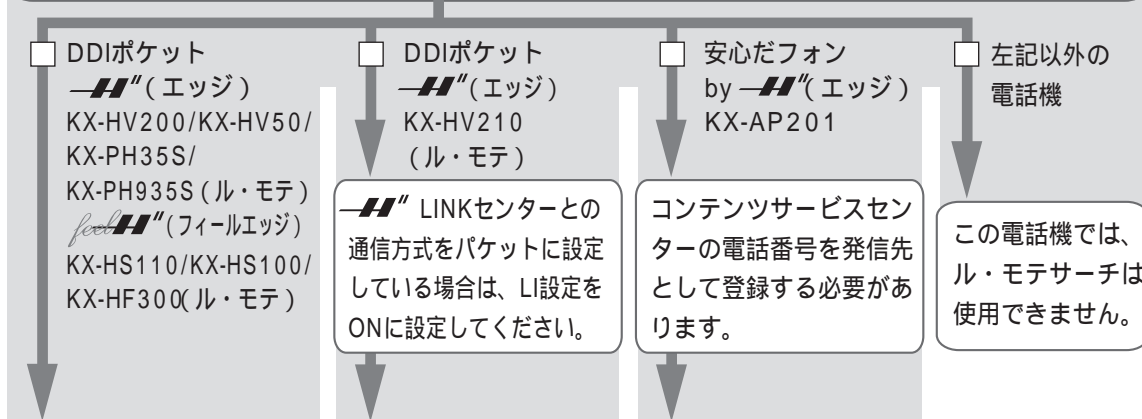 DDIポケット
H"(エッジ)
KX-HV200/KX-HV50/
KX-PH35S/
KX-PH935S(ル・モテ)
feelH"(フィールエッジ)
KX-HS110/KX-HS100/
KX-HF300(ル・モテ)
DDIポケット
H"(エッジ)
KX-HV210
(ル・モテ)
H" LINKセンターとの
通信方式をパケットに設定
している場合は、LI設定を
ONに設定してください。
安心だフォン
by H"(エッジ)
KX-AP201
コンテンツサービスセン
ターの電話番号を発信先
として登録する必要があ
ります。
左記以外の
電話機
この電話機では、
ル・モテサーチは
使用できません。